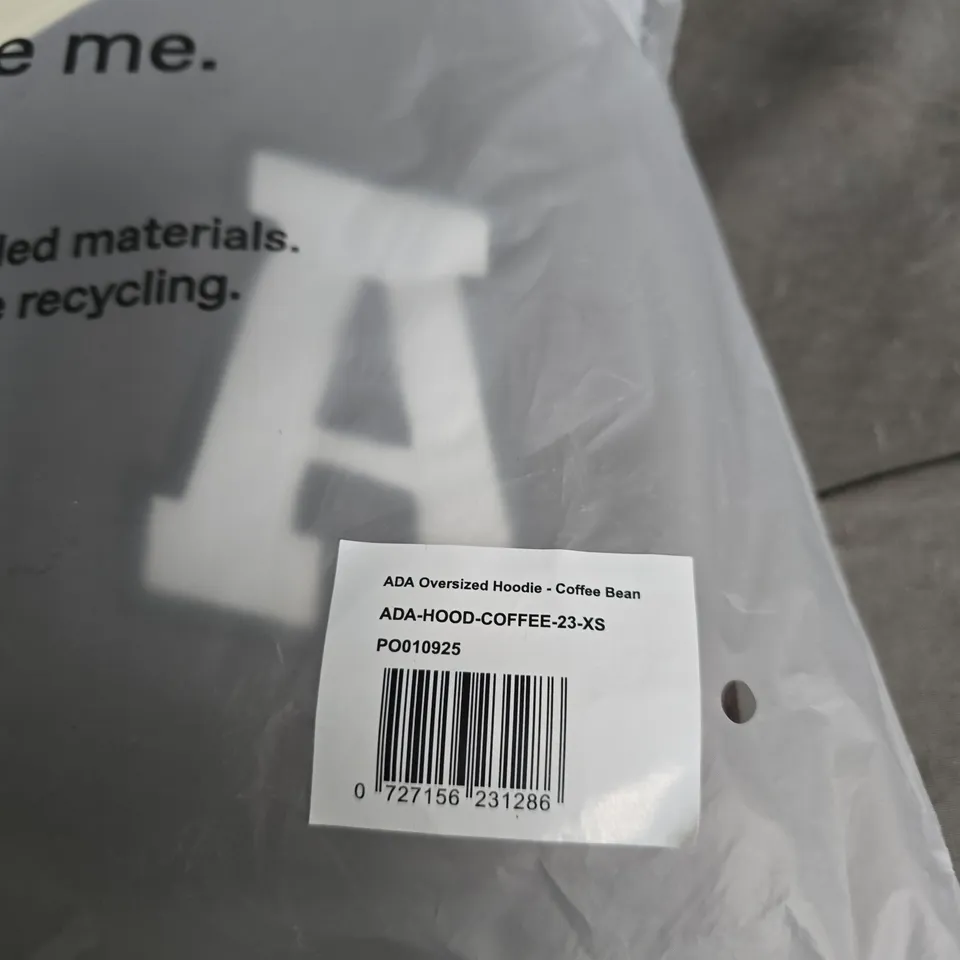 e me.
led materials.
e recycling.
A
ADA Oversized Hoodie - Coffee Bean
ADA-HOOD-COFFEE-23-XS
PO010925
0 727156 231286